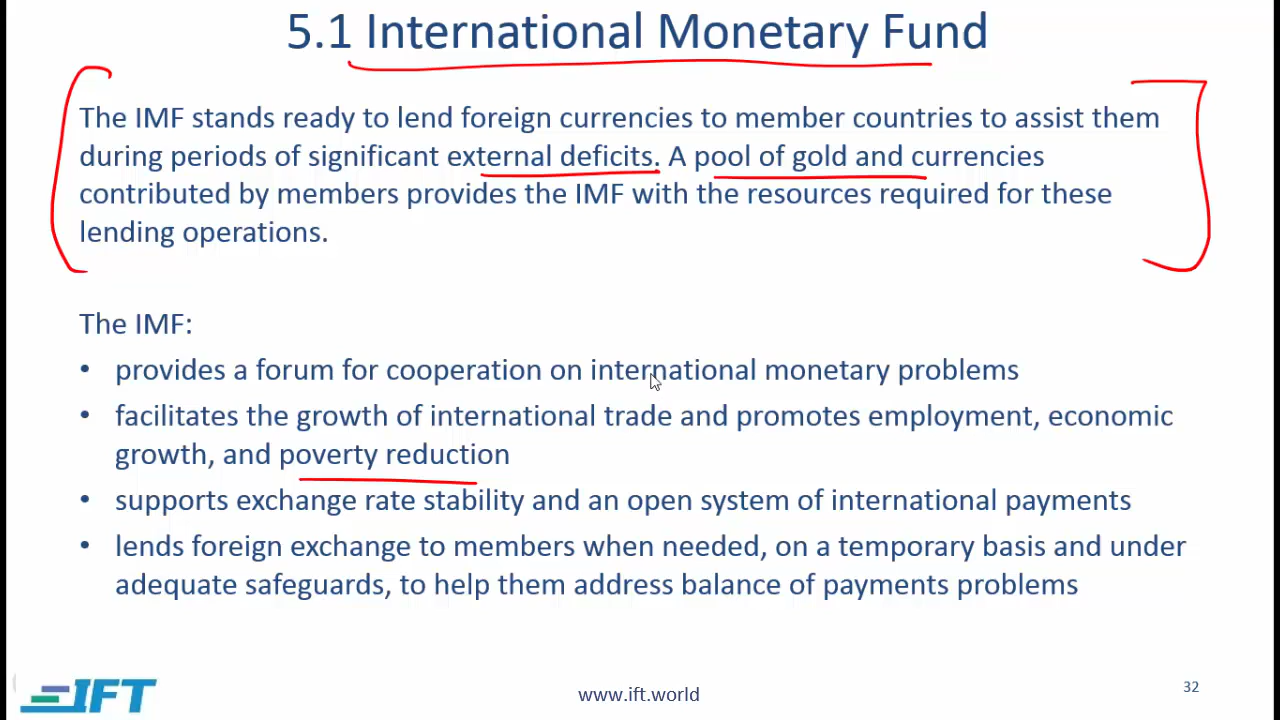 5.1 International Monetary Fund
The IMF stands ready to lend foreign currencies to member countries to assist them
during periods of significant external deficits. A pool of gold and currencies
contributed by members provides the IMF with the resources required for these
lending operations.
The IMF:
• provides a forum for cooperation on international monetary problems
• facilitates the growth of international trade and promotes employment, economic
growth, and poverty reduction
• supports exchange rate stability and an open system of international payments
• lends foreign exchange to members when needed, on a temporary basis and under
adequate safeguards, to help them address balance of payments problems
IFT
www.ift.world
32